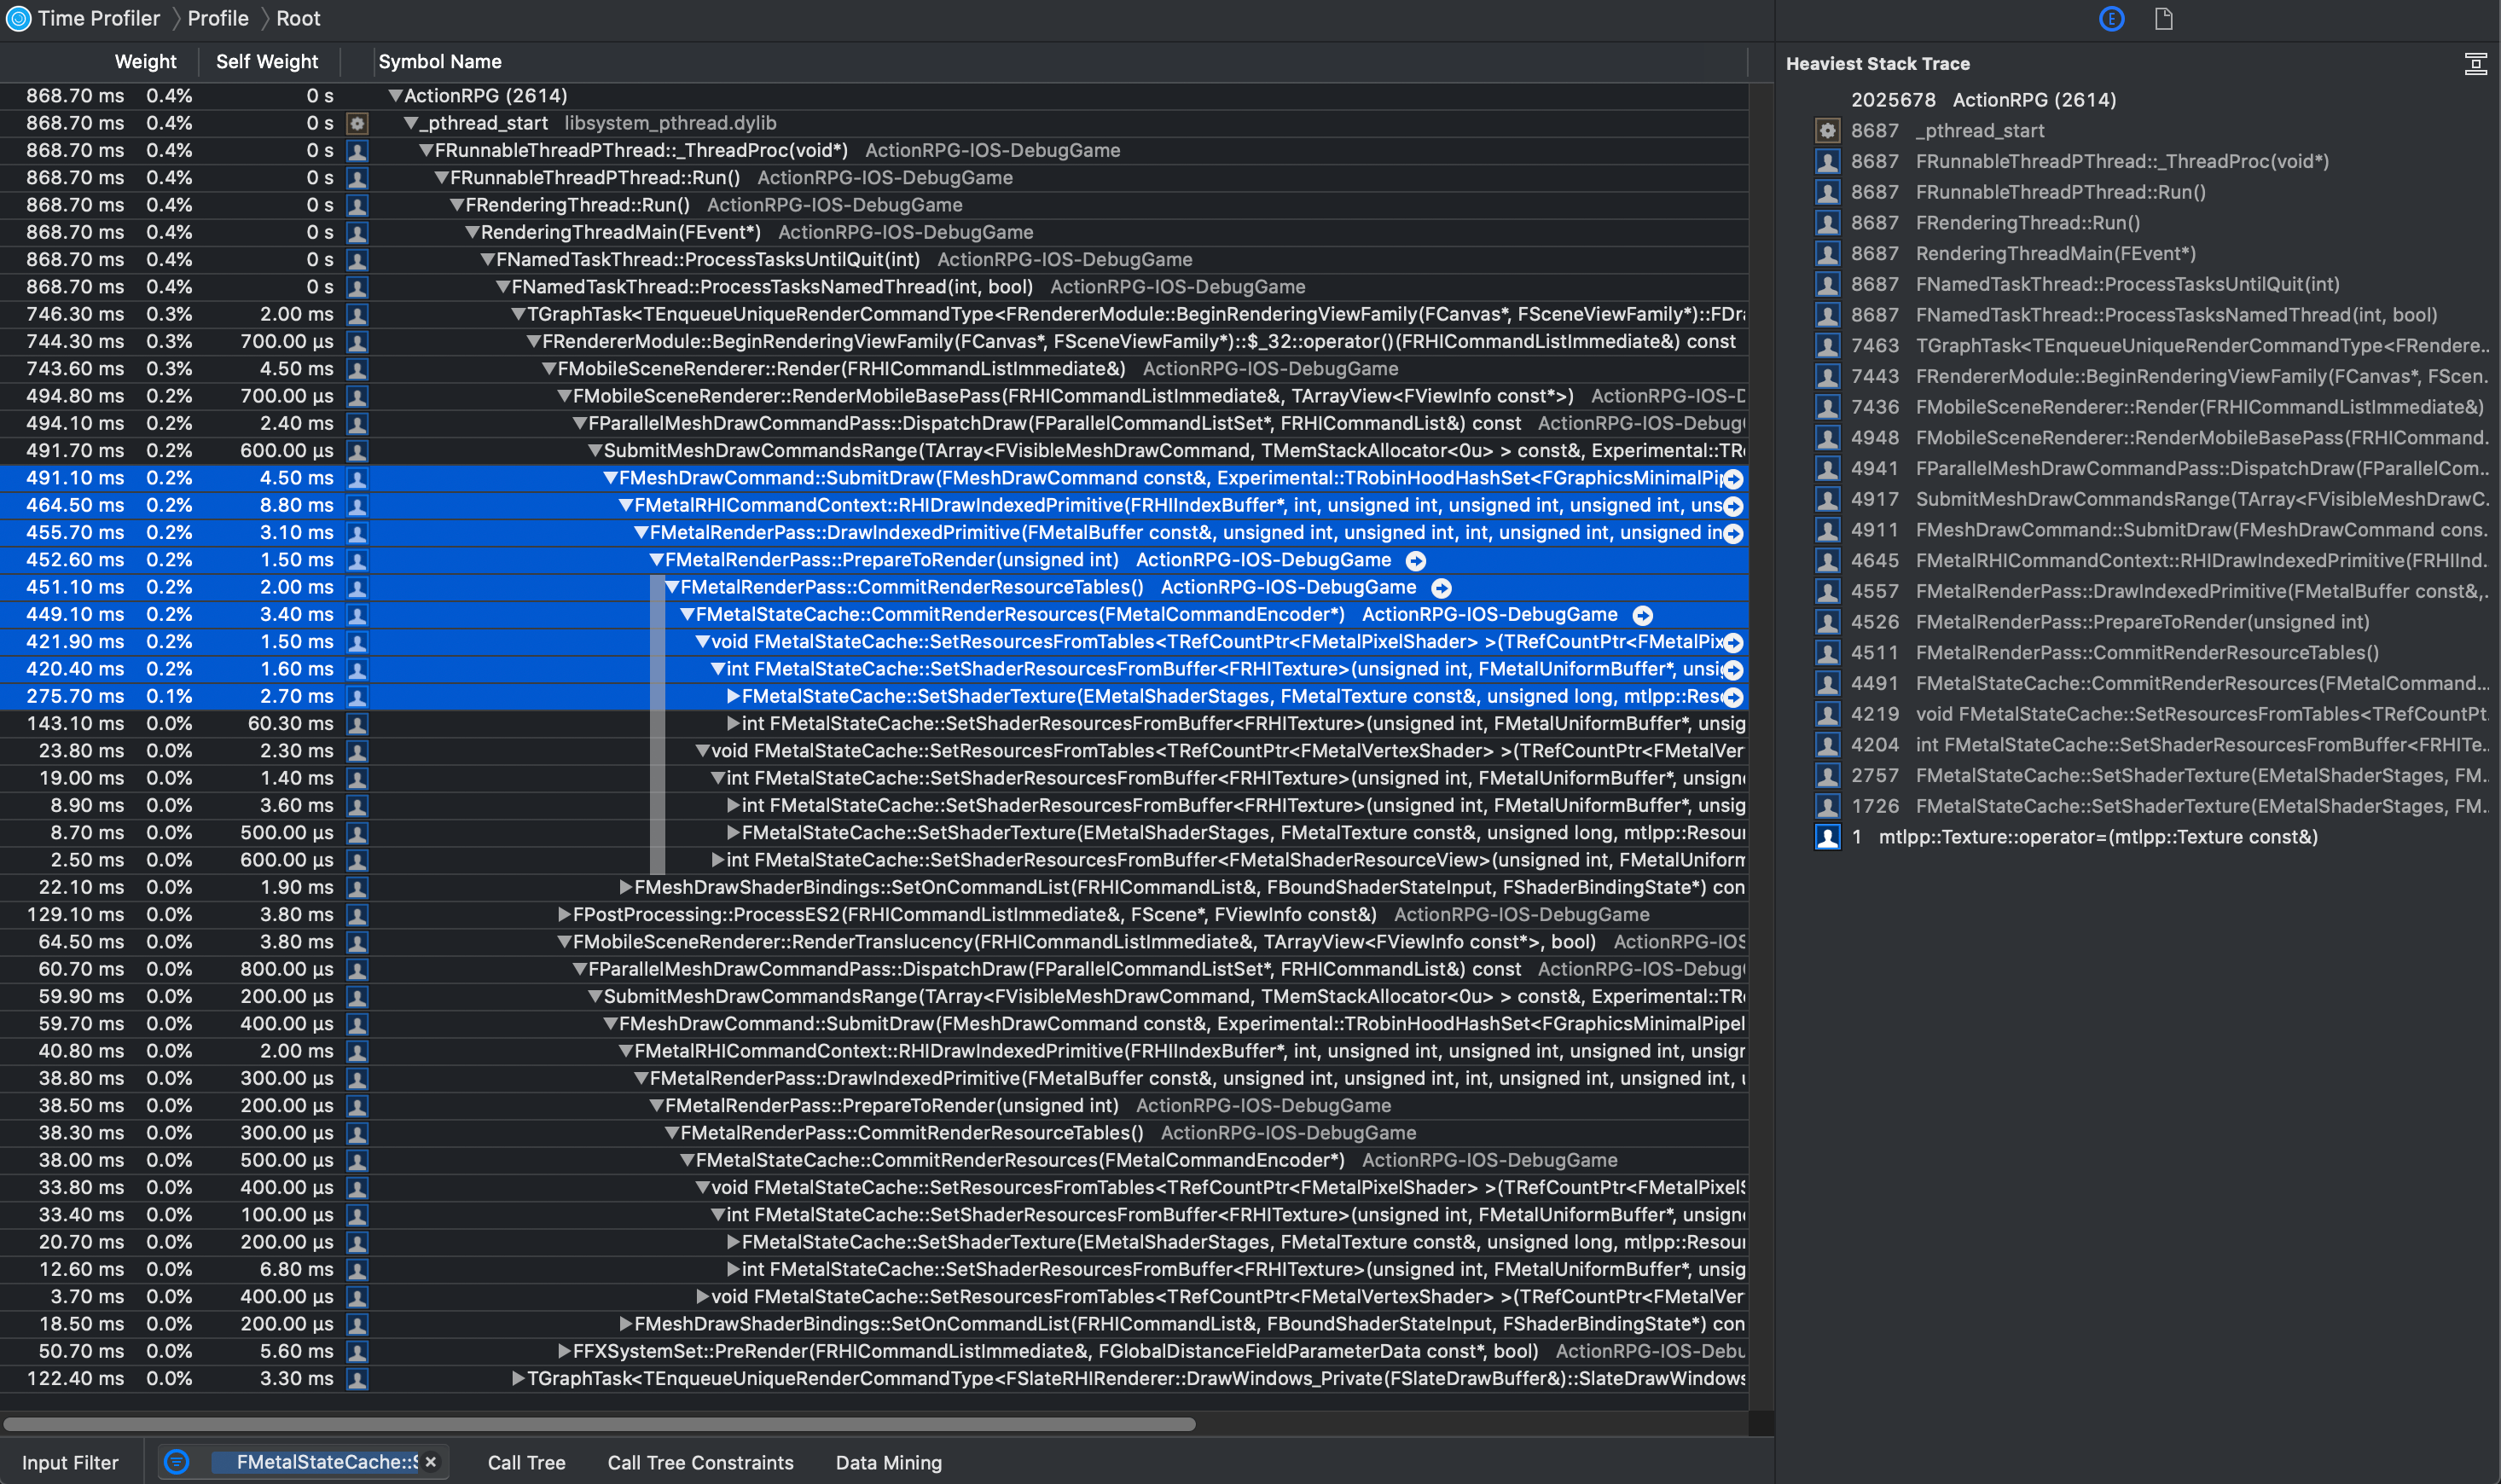 Time Profiler Profile Root
Weight Self Weight Symbol Name
868.70 ms 0.4% 0 s ActionRPG (2614)
868.70 ms 0.4% 0 s _pthread_start libsystem_pthread.dylib
868.70 ms 0.4% 0 s FRunnableThreadPThread::_ThreadProc(void*) ActionRPG-IOS-DebugGame
868.70 ms 0.4% 0 s FRunnableThreadPThread::Run() ActionRPG-IOS-DebugGame
868.70 ms 0.4% 0 s FRenderingThread::Run() ActionRPG-IOS-DebugGame
868.70 ms 0.4% 0 s RenderingThreadMain(FEvent*) ActionRPG-IOS-DebugGame
868.70 ms 0.4% 0 s FNamedTaskThread::ProcessTasksUntilQuit(int) ActionRPG-IOS-DebugGame
868.70 ms 0.4% 0 s FNamedTaskThread::ProcessTasksNamedThread(int, bool) ActionRPG-IOS-DebugGame
746.30 ms 0.3% 2.00 ms TGraphTask<TEnqueueUniqueRenderCommandType<FRendererModule::BeginRenderingViewFamily(FCanvas*, FSceneViewFamily*)::FDra
744.30 ms 0.3% 700.00 µs FRendererModule::BeginRenderingViewFamily(FCanvas*, FSceneViewFamily*)::$_32::operator()(FRHICommandListImmediate&) const
743.60 ms 0.3% 4.50 ms FMobileSceneRenderer::Render(FRHICommandListImmediate&) ActionRPG-IOS-DebugGame
494.80 ms 0.2% 700.00 µs FMobileSceneRenderer::RenderMobileBasePass(FRHICommandListImmediate&, TArrayView<FViewInfo const*>) ActionRPG-IOS-D
494.10 ms 0.2% 2.40 ms FParallelMeshDrawCommandPass::DispatchDraw(FParallelCommandListSet*, FRHICommandList&) const ActionRPG-IOS-Debug
491.70 ms 0.2% 600.00 µs SubmitMeshDrawCommandsRange(TArray<FVisibleMeshDrawCommand, TMemStackAllocator<0u> > const&, Experimental::TR
491.10 ms 0.2% 4.50 ms FMeshDrawCommand::SubmitDraw(FMeshDrawCommand const&, Experimental::TRobinHoodHashSet<FGraphicsMinimalPip
464.50 ms 0.2% 8.80 ms FMetalRHICommandContext::RHIDrawIndexedPrimitive(FRHIIndexBuffer*, int, unsigned int, unsigned int, unsigned int, uns
455.70 ms 0.2% 3.10 ms FMetalRenderPass::DrawIndexedPrimitive(FMetalBuffer const&, unsigned int, unsigned int, int, unsigned int, unsigned in
452.60 ms 0.2% 1.50 ms FMetalRenderPass::PrepareToRender(unsigned int) ActionRPG-IOS-DebugGame
451.10 ms 0.2% 2.00 ms FMetalRenderPass::CommitRenderResourceTables() ActionRPG-IOS-DebugGame
449.10 ms 0.2% 3.40 ms FMetalStateCache::CommitRenderResources(FMetalCommandEncoder*) ActionRPG-IOS-DebugGame
421.90 ms 0.2% 1.50 ms void FMetalStateCache::SetResourcesFromTables<TRefCountPtr<FMetalPixelShader> >(TRefCountPtr<FMetalPix
420.40 ms 0.2% 1.60 ms int FMetalStateCache::SetShaderResourcesFromBuffer<FRHITexture>(unsigned int, FMetalUniformBuffer*, unsi
275.70 ms 0.1% 2.70 ms FMetalStateCache::SetShaderTexture(EMetalShaderStages, FMetalTexture const&, unsigned long, mtlpp::Res
143.10 ms 0.0% 60.30 ms int FMetalStateCache::SetShaderResourcesFromBuffer<FRHITexture>(unsigned int, FMetalUniformBuffer*, unsig
23.80 ms 0.0% 2.30 ms void FMetalStateCache::SetResourcesFromTables<TRefCountPtr<FMetalVertexShader> >(TRefCountPtr<FMetalVer
19.00 ms 0.0% 1.40 ms int FMetalStateCache::SetShaderResourcesFromBuffer<FRHITexture>(unsigned int, FMetalUniformBuffer*, unsign
8.90 ms 0.0% 3.60 ms int FMetalStateCache::SetShaderResourcesFromBuffer<FRHITexture>(unsigned int, FMetalUniformBuffer*, unsig
8.70 ms 0.0% 500.00 µs FMetalStateCache::SetShaderTexture(EMetalShaderStages, FMetalTexture const&, unsigned long, mtlpp::Resou
2.50 ms 0.0% 600.00 µs int FMetalStateCache::SetShaderResourcesFromBuffer<FMetalShaderResourceView>(unsigned int, FMetalUniform
22.10 ms 0.0% 1.90 ms FMeshDrawShaderBindings::SetOnCommandList(FRHICommandList&, FBoundShaderStateInput, FShaderBindingState*) con
129.10 ms 0.0% 3.80 ms FPostProcessing::ProcessES2(FRHICommandListImmediate&, FScene*, FViewInfo const&) ActionRPG-IOS-DebugGame
64.50 ms 0.0% 3.80 ms FMobileSceneRenderer::RenderTranslucency(FRHICommandListImmediate&, TArrayView<FViewInfo const*>, bool) ActionRPG-IOS
60.70 ms 0.0% 800.00 µs FParallelMeshDrawCommandPass::DispatchDraw(FParallelCommandListSet*, FRHICommandList&) const ActionRPG-IOS-Debug
59.90 ms 0.0% 200.00 µs SubmitMeshDrawCommandsRange(TArray<FVisibleMeshDrawCommand, TMemStackAllocator<0u> > const&, Experimental::TR
59.70 ms 0.0% 400.00 µs FMeshDrawCommand::SubmitDraw(FMeshDrawCommand const&, Experimental::TRobinHoodHashSet<FGraphicsMinimalPipel
40.80 ms 0.0% 2.00 ms FMetalRHICommandContext::RHIDrawIndexedPrimitive(FRHIIndexBuffer*, int, unsigned int, unsigned int, unsigned int, unsigr
38.80 ms 0.0% 300.00 µs FMetalRenderPass::DrawIndexedPrimitive(FMetalBuffer const&, unsigned int, unsigned int, int, unsigned int, unsigned int, u
38.50 ms 0.0% 200.00 µs FMetalRenderPass::PrepareToRender(unsigned int) ActionRPG-IOS-DebugGame
38.30 ms 0.0% 300.00 µs FMetalRenderPass::CommitRenderResourceTables() ActionRPG-IOS-DebugGame
38.00 ms 0.0% 500.00 µs FMetalStateCache::CommitRenderResources(FMetalCommandEncoder*) ActionRPG-IOS-DebugGame
33.80 ms 0.0% 400.00 µs void FMetalStateCache::SetResourcesFromTables<TRefCountPtr<FMetalPixelShader> >(TRefCountPtr<FMetalPixelS
33.40 ms 0.0% 100.00 µs int FMetalStateCache::SetShaderResourcesFromBuffer<FRHITexture>(unsigned int, FMetalUniformBuffer*, unsign
20.70 ms 0.0% 200.00 µs FMetalStateCache::SetShaderTexture(EMetalShaderStages, FMetalTexture const&, unsigned long, mtlpp::Resou
12.60 ms 0.0% 6.80 ms int FMetalStateCache::SetShaderResourcesFromBuffer<FRHITexture>(unsigned int, FMetalUniformBuffer*, unsig
3.70 ms 0.0% 400.00 µs void FMetalStateCache::SetResourcesFromTables<TRefCountPtr<FMetalVertexShader> >(TRefCountPtr<FMetalVer
18.50 ms 0.0% 200.00 µs FMeshDrawShaderBindings::SetOnCommandList(FRHICommandList&, FBoundShaderStateInput, FShaderBindingState*) con
50.70 ms 0.0% 5.60 ms FFXSystemSet::PreRender(FRHICommandListImmediate&, FGlobalDistanceFieldParameterData const*, bool) ActionRPG-IOS-Debu
122.40 ms 0.0% 3.30 ms TGraphTask<TEnqueueUniqueRenderCommandType<FSlateRHIRenderer::DrawWindows_Private(FSlateDrawBuffer&)::SlateDrawWindows
Input Filter FMetalStateCache::S Call Tree Call Tree Constraints Data Mining
E
Heaviest Stack Trace
2025678 ActionRPG (2614)
8687 _pthread_start
8687 FRunnableThreadPThread::_ThreadProc(void*)
8687 FRunnableThreadPThread::Run()
8687 FRenderingThread::Run()
8687 RenderingThreadMain(FEvent*)
8687 FNamedTaskThread::ProcessTasksUntilQuit(int)
8687 FNamedTaskThread::ProcessTasksNamedThread(int, bool)
7463 TGraphTask<TEnqueueUniqueRenderCommandType<FRendere...
7443 FRendererModule::BeginRenderingViewFamily(FCanvas*, FScen...
7436 FMobileSceneRenderer::Render(FRHICommandListImmediate&)
4948 FMobileSceneRenderer::RenderMobileBasePass(FRHICommand...
4941 FParallelMeshDrawCommandPass::DispatchDraw(FParallelCom...
4917 SubmitMeshDrawCommandsRange(TArray<FVisibleMeshDrawC...
4911 FMeshDrawCommand::SubmitDraw(FMeshDrawCommand cons...
4645 FMetalRHICommandContext::RHIDrawIndexedPrimitive(FRHIInd...
4557 FMetalRenderPass::DrawIndexedPrimitive(FMetalBuffer const&,...
4526 FMetalRenderPass::PrepareToRender(unsigned int)
4511 FMetalRenderPass::CommitRenderResourceTables()
4491 FMetalStateCache::CommitRenderResources(FMetalCommand...
4219 void FMetalStateCache::SetResourcesFromTables<TRefCountPt...
4204 int FMetalStateCache::SetShaderResourcesFromBuffer<FRHITe...
2757 FMetalStateCache::SetShaderTexture(EMetalShaderStages, FM...
1726 FMetalStateCache::SetShaderTexture(EMetalShaderStages, FM...
1 mtlpp::Texture::operator=(mtlpp::Texture const&)